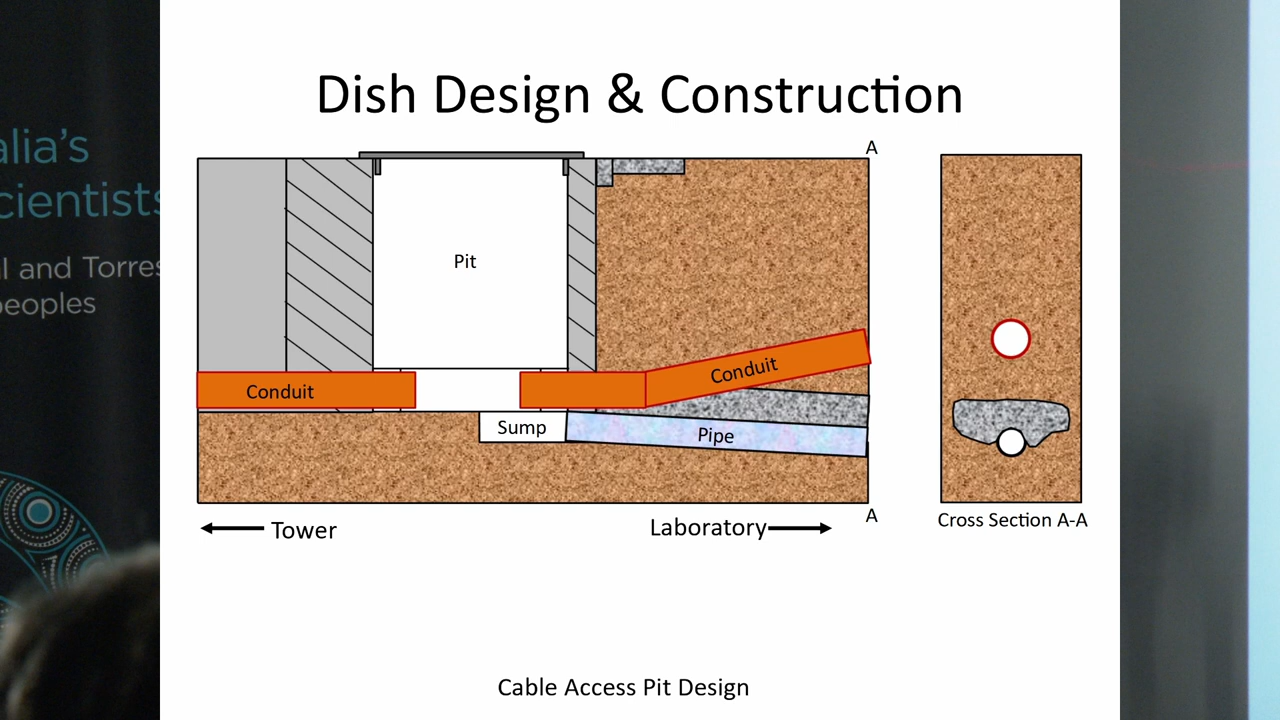 Dish Design & Construction
alia's
cientists
l and Torres
peoples
A
Pit
Conduit
Conduit
Sump
Pipe
Tower
Laboratory
A
Cross Section A-A
Cable Access Pit Design